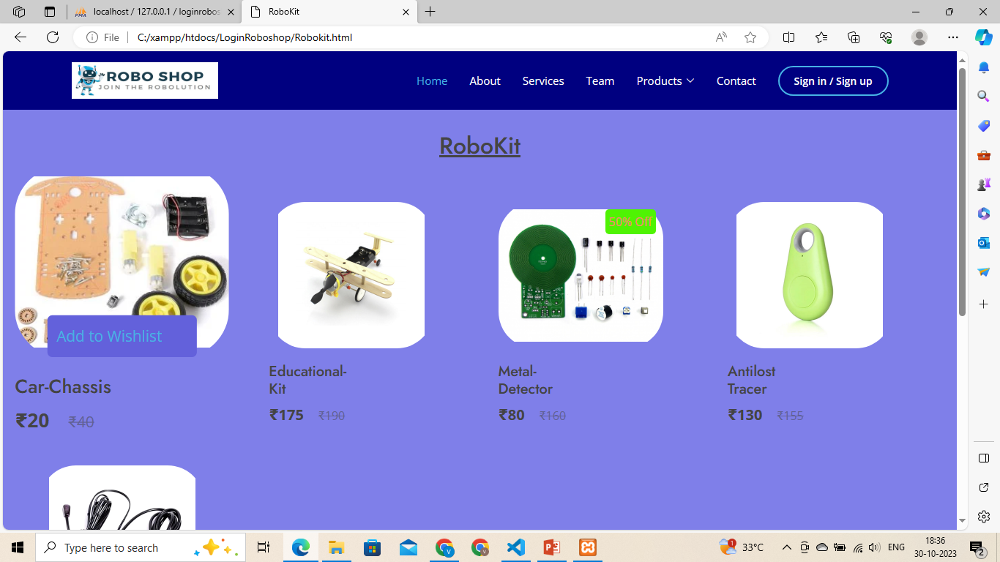 localhost / 127.0.0.1 / loginrobos
RoboKit
File
C:/xampp/htdocs/LoginRoboshop/Robokit.html
ROBO SHOP
JOIN THE ROBOLUTION
Home About Services Team Products Contact Sign in / Sign up
RoboKit
50% Off
Add to Wishlist
Car-Chassis
₹20 ₹40
Educational-
Kit
₹175 ₹190
Metal-
Detector
₹80 ₹160
Antilost
Tracer
₹130 ₹155
Type here to search
1
33°C
ENG
18:36
30-10-2023
2